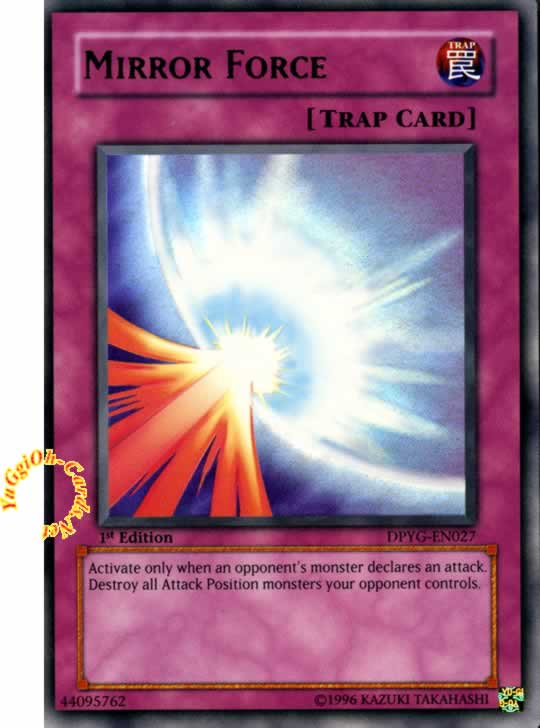 MIRROR FORCE
TRAP
罠
[TRAP CARD]
YuGgiOh-Cards.Net
1st Edition
DPYG-EN027
Activate only when an opponent's monster declares an attack.
Destroy all Attack Position monsters your opponent controls.
44095762
©1996 KAZUKI TAKAHASHI